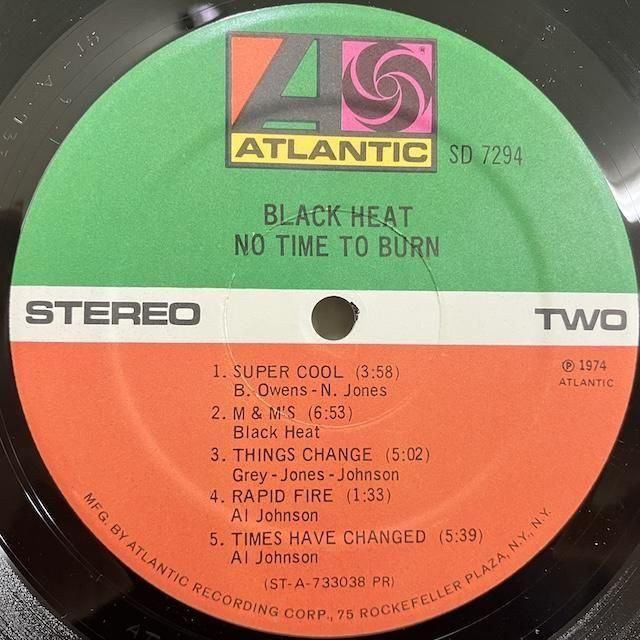 ATLANTIC
®
SD 7294
BLACK HEAT
NO TIME TO BURN
STEREO
TWO
1. SUPER COOL (3:58)
B. Owens - N. Jones
2. M & M'S (6:53)
Black Heat
3. THINGS CHANGE (5:02)
Grey - Jones - Johnson
4. RAPID FIRE (1:33)
Al Johnson
5. TIMES HAVE CHANGED (5:39)
Al Johnson
℗ 1974
ATLANTIC
(ST-A-733038 PR)
MFG. BY ATLANTIC RECORDING CORP., 75 ROCKEFELLER PLAZA, N.Y., N.Y.